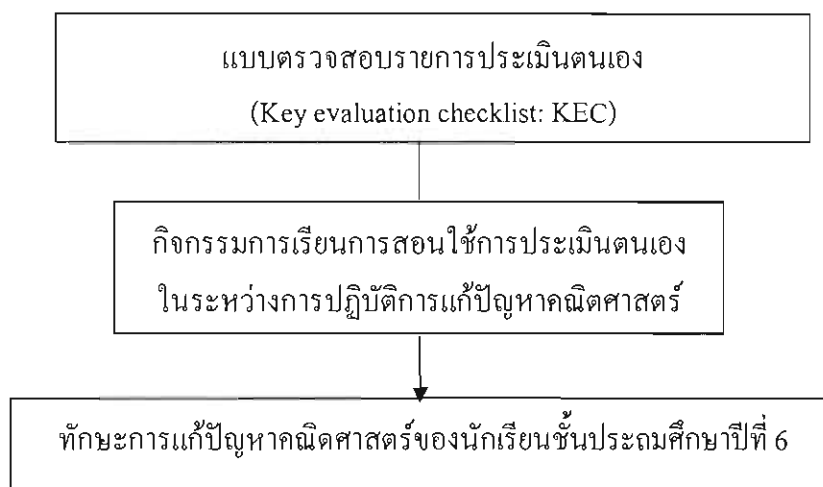 แบบตรวจสอบรายการประเมินตนเอง
(Key evaluation checklist: KEC)
กิจกรรมการเรียนการสอนใช้การประเมินตนเอง
ในระหว่างการปฏิบัติการแก้ปัญหาคณิตศาสตร์
ทักษะการแก้ปัญหาคณิตศาสตร์ของนักเรียนชั้นประถมศึกษาปีที่ 6